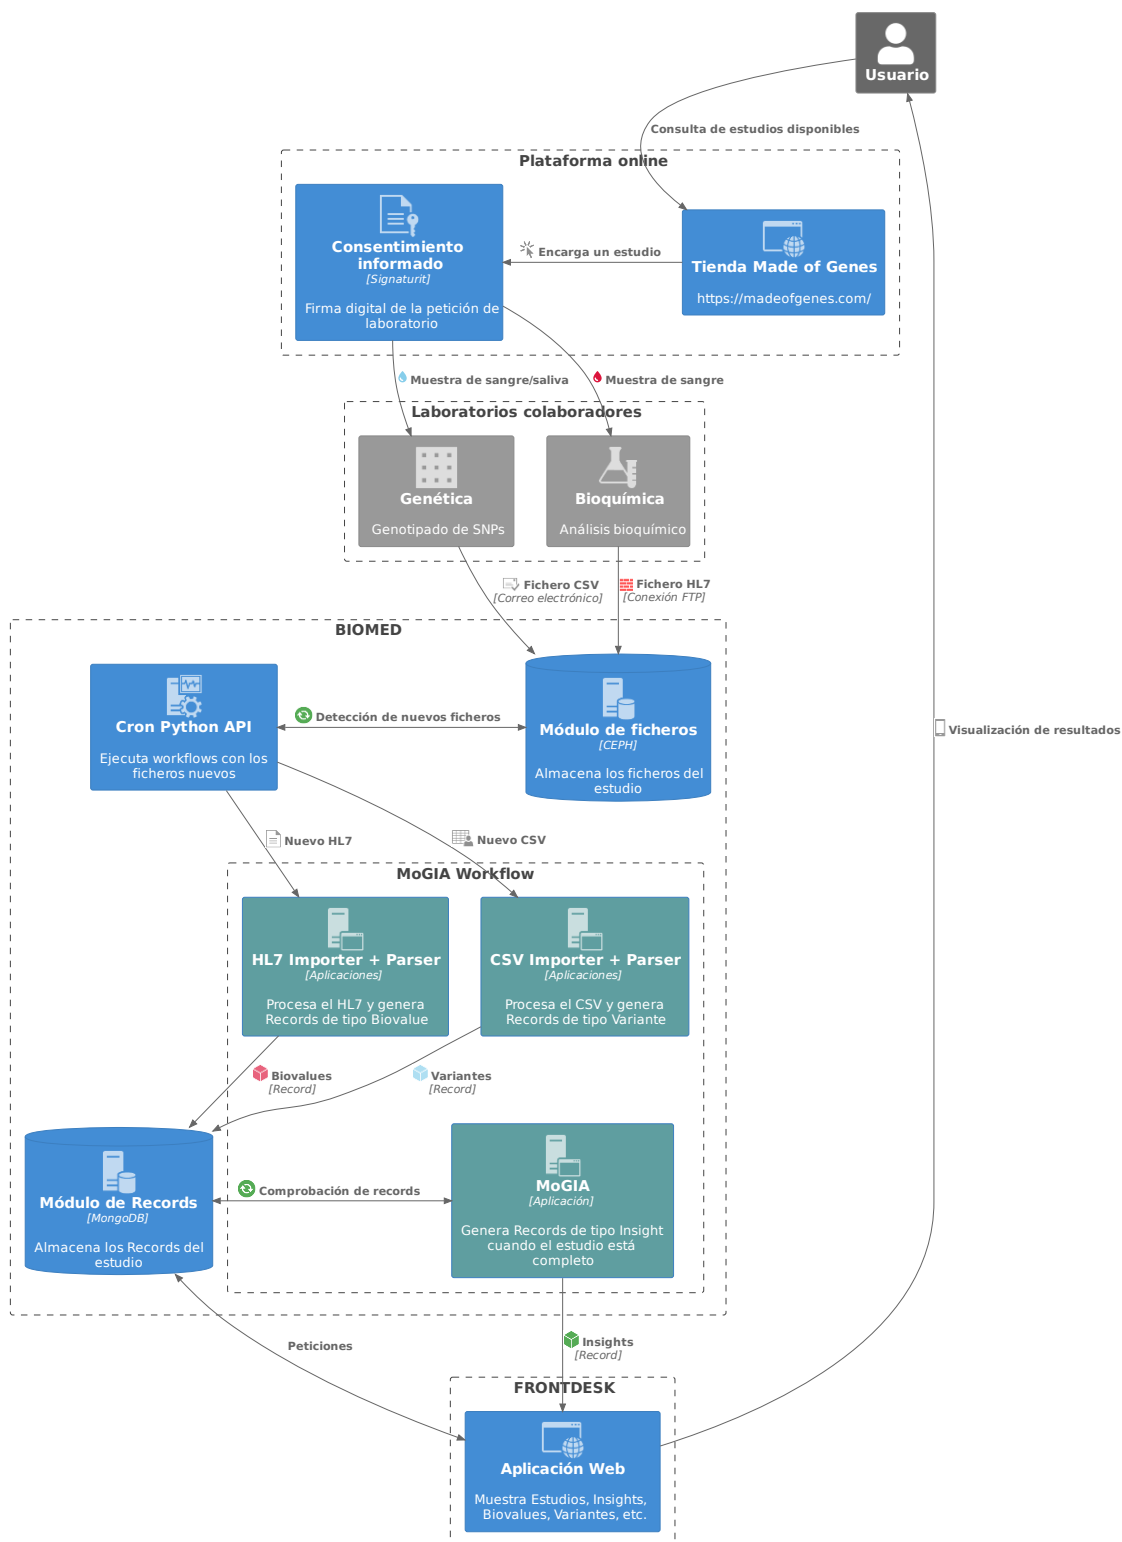 Usuario
Consulta de estudios disponibles
Plataforma online
Consentimiento
informado
[Signaturit]
Firma digital de la petición de
laboratorio
Encarga un estudio
Tienda Made of Genes
https://madeofgenes.com/
Muestra de sangre/saliva
Muestra de sangre
Laboratorios colaboradores
Genética
Genotipado de SNPs
Bioquímica
Análisis bioquímico
Fichero CSV
[Correo electrónico]
Fichero HL7
[Conexión FTP]
BIOMED
Cron Python API
Ejecuta workflows con los
ficheros nuevos
Detección de nuevos ficheros
Módulo de ficheros
[CEPH]
Almacena los ficheros del
estudio
Visualización de resultados
Nuevo HL7
Nuevo CSV
MoGIA Workflow
HL7 Importer + Parser
[Aplicaciones]
Procesa el HL7 y genera
Records de tipo Biovalue
CSV Importer + Parser
[Aplicaciones]
Procesa el CSV y genera
Records de tipo Variante
Biovalues
[Record]
Variantes
[Record]
Módulo de Records
[MongoDB]
Almacena los Records del
estudio
Comprobación de records
MoGIA
[Aplicación]
Genera Records de tipo Insight
cuando el estudio está
completo
Peticiones
Insights
[Record]
FRONTDESK
Aplicación Web
Muestra Estudios, Insights,
Biovalues, Variantes, etc.